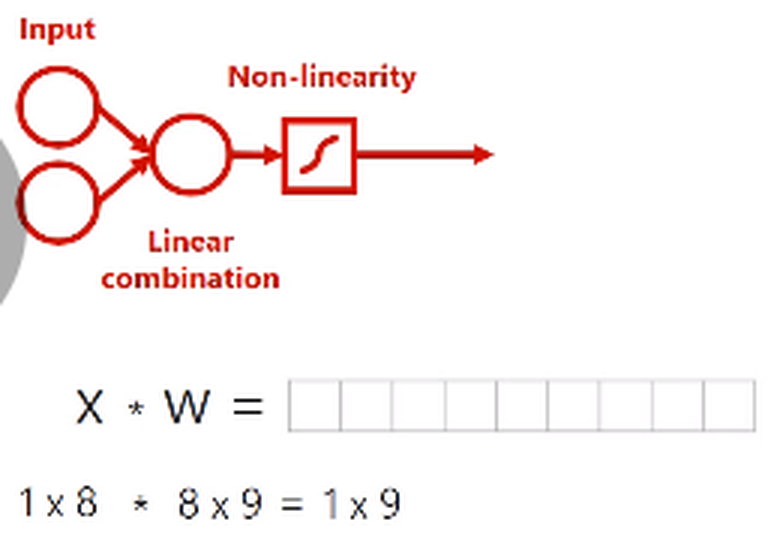 Input
Non-linearity
Linear
combination
X * W =
1 x 8 * 8 x 9 = 1 x 9